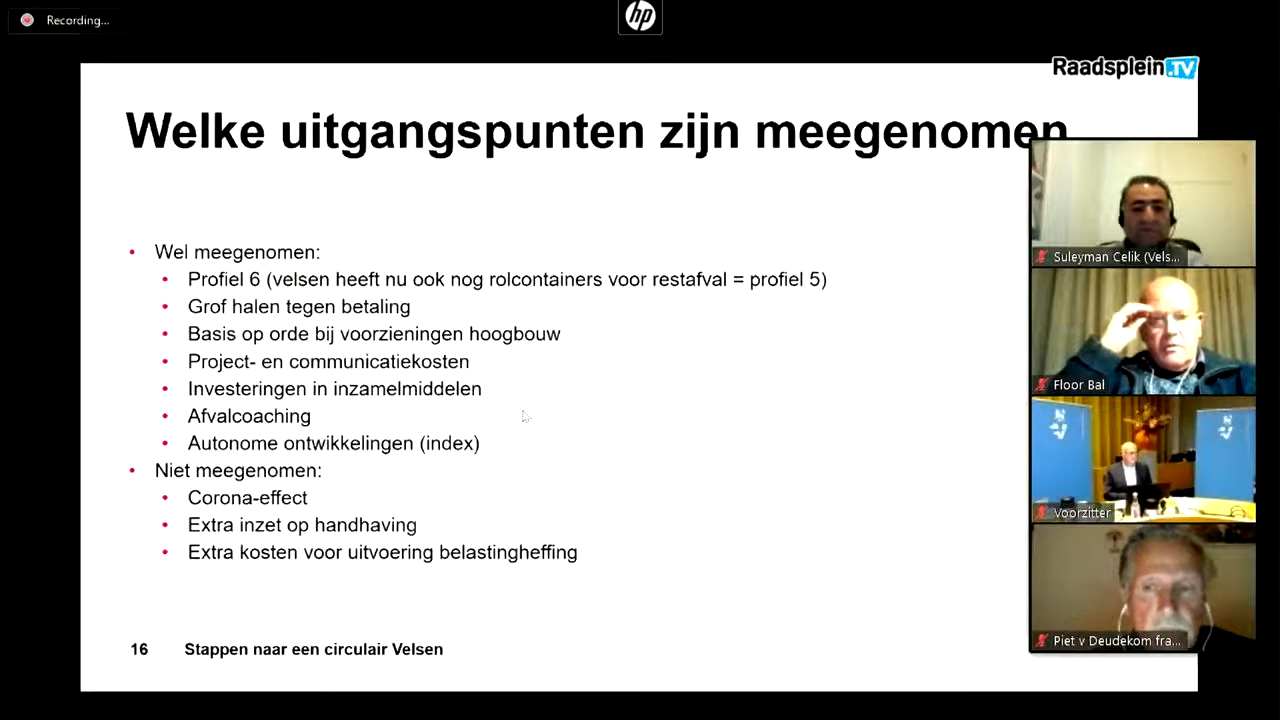 Recording...
hp
Raadsplein.TV
Welke uitgangspunten zijn meegenomen
• Wel meegenomen:
• Profiel 6 (velsen heeft nu ook nog rolcontainers voor restafval = profiel 5)
• Grof halen tegen betaling
• Basis op orde bij voorzieningen hoogbouw
• Project- en communicatiekosten
• Investeringen in inzamelmiddelen
• Afvalcoaching
• Autonome ontwikkelingen (index)
• Niet meegenomen:
• Corona-effect
• Extra inzet op handhaving
• Extra kosten voor uitvoering belastingheffing
16 Stappen naar een circulair Velsen
Suleyman Celik (Vels...
Floor Bal
Voorzitter
Piet v Deudekom fra...